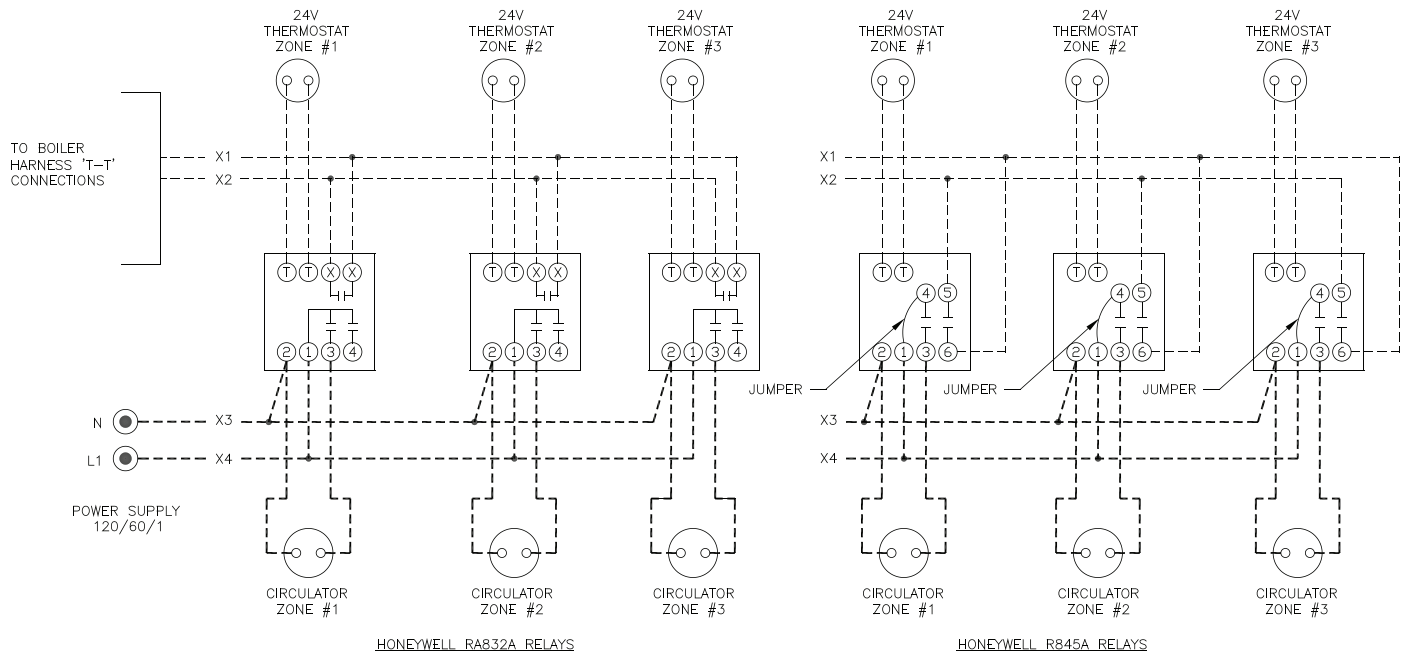 24V
THERMOSTAT
ZONE #1
24V
THERMOSTAT
ZONE #2
24V
THERMOSTAT
ZONE #3
24V
THERMOSTAT
ZONE #1
24V
THERMOSTAT
ZONE #2
24V
THERMOSTAT
ZONE #3
TO BOILER
HARNESS 'T-T'
CONNECTIONS
X1
X2
X1
X2
T T X X
T T X X
T T X X
T T
T T
T T
4 5
4 5
4 5
2 1 3 4
2 1 3 4
2 1 3 4
2 1 3 6
2 1 3 6
2 1 3 6
JUMPER
JUMPER
JUMPER
N
X3
X3
L1
X4
X4
POWER SUPPLY
120/60/1
CIRCULATOR
ZONE #1
CIRCULATOR
ZONE #2
CIRCULATOR
ZONE #3
CIRCULATOR
ZONE #1
CIRCULATOR
ZONE #2
CIRCULATOR
ZONE #3
HONEYWELL RA832A RELAYS
HONEYWELL R845A RELAYS